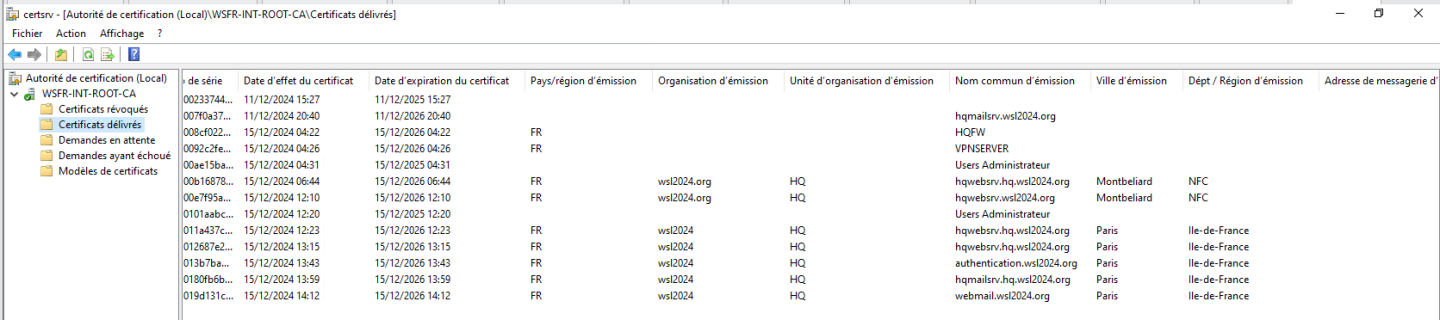 certsrv - [Autorité de certification (Local)\WSFR-INT-ROOT-CA\Certificats délivrés]
Fichier Action Affichage ?
Autorité de certification (Local)
WSFR-INT-ROOT-CA
Certificats révoqués
Certificats délivrés
Demandes en attente
Demandes ayant échoué
Modèles de certificats
de série Date d'effet du certificat Date d'expiration du certificat Pays/région d'émission Organisation d'émission Unité d'organisation d'émission Nom commun d'émission Ville d'émission Dépt / Région d'émission Adresse de messagerie d'
00233744... 11/12/2024 15:27 11/12/2025 15:27
007f0a37... 11/12/2024 20:40 11/12/2026 20:40 hqmailsrv.wsl2024.org
008cf022... 15/12/2024 04:22 15/12/2026 04:22 FR HQFW
0092c2fe... 15/12/2024 04:26 15/12/2026 04:26 FR VPNSERVER
00ae15ba... 15/12/2024 04:31 15/12/2025 04:31 Users Administrateur
00b16878... 15/12/2024 06:44 15/12/2026 06:44 FR wsl2024.org HQ hqwebsrv.hq.wsl2024.org Montbeliard NFC
00e7f95a... 15/12/2024 12:10 15/12/2026 12:10 FR wsl2024.org HQ hqwebsrv.wsl2024.org Montbeliard NFC
0101aabc... 15/12/2024 12:20 15/12/2025 12:20 Users Administrateur
011a437c... 15/12/2024 12:23 15/12/2026 12:23 FR wsl2024 HQ hqwebsrv.hq.wsl2024.org Paris Ile-de-France
012687e2... 15/12/2024 13:15 15/12/2026 13:15 FR wsl2024 HQ hqwebsrv.hq.wsl2024.org Paris Ile-de-France
013b7ba... 15/12/2024 13:43 15/12/2026 13:43 FR wsl2024 HQ authentication.wsl2024.org Paris Ile-de-France
0180fb6b... 15/12/2024 13:59 15/12/2026 13:59 FR wsl2024 HQ hqmailsrv.hq.wsl2024.org Paris Ile-de-France
019d131c... 15/12/2024 14:12 15/12/2026 14:12 FR wsl2024 HQ webmail.wsl2024.org Paris Ile-de-France